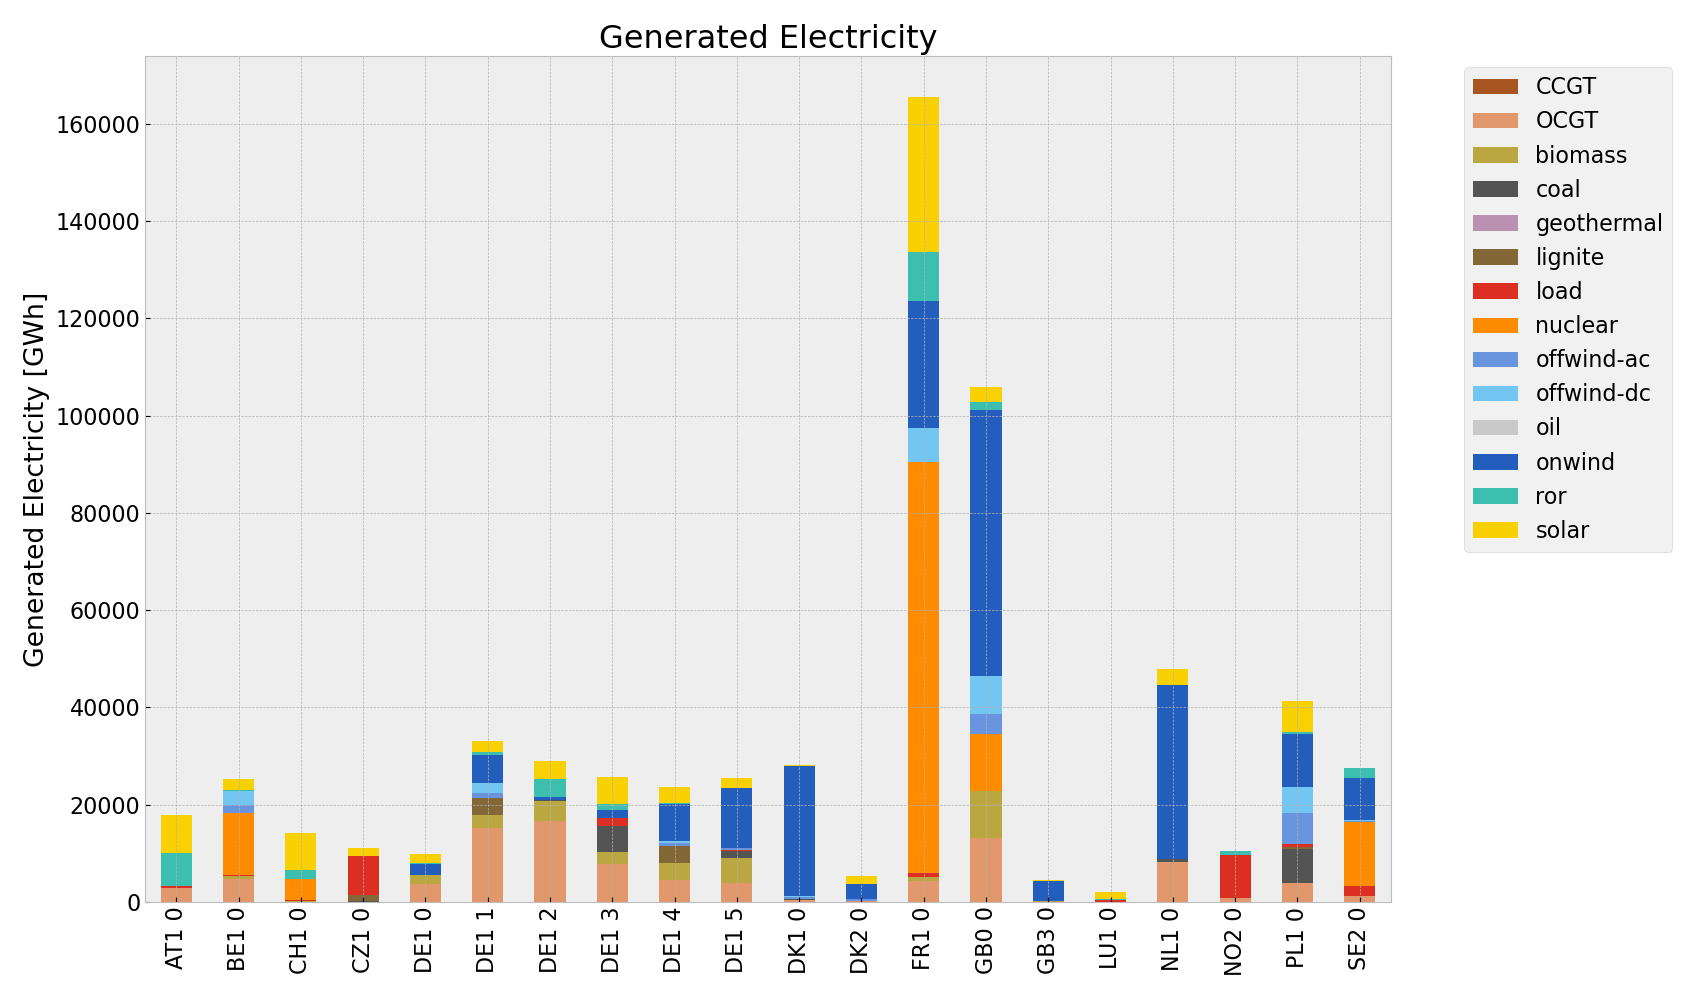 Generated Electricity
Generated Electricity [GWh]
160000
140000
120000
100000
80000
60000
40000
20000
0
AT1 0
BE1 0
CH1 0
CZ1 0
DE1 0
DE1 1
DE1 2
DE1 3
DE1 4
DE1 5
DK1 0
DK2 0
FR1 0
GB0 0
GB3 0
LU1 0
NL1 0
NO2 0
PL1 0
SE2 0
CCGT
OCGT
biomass
coal
geothermal
lignite
load
nuclear
offwind-ac
offwind-dc
oil
onwind
ror
solar